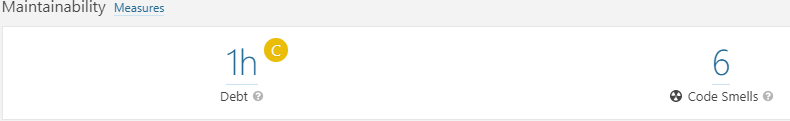 Maintainability Measures
1h C
6
Debt ?
Code Smells ?